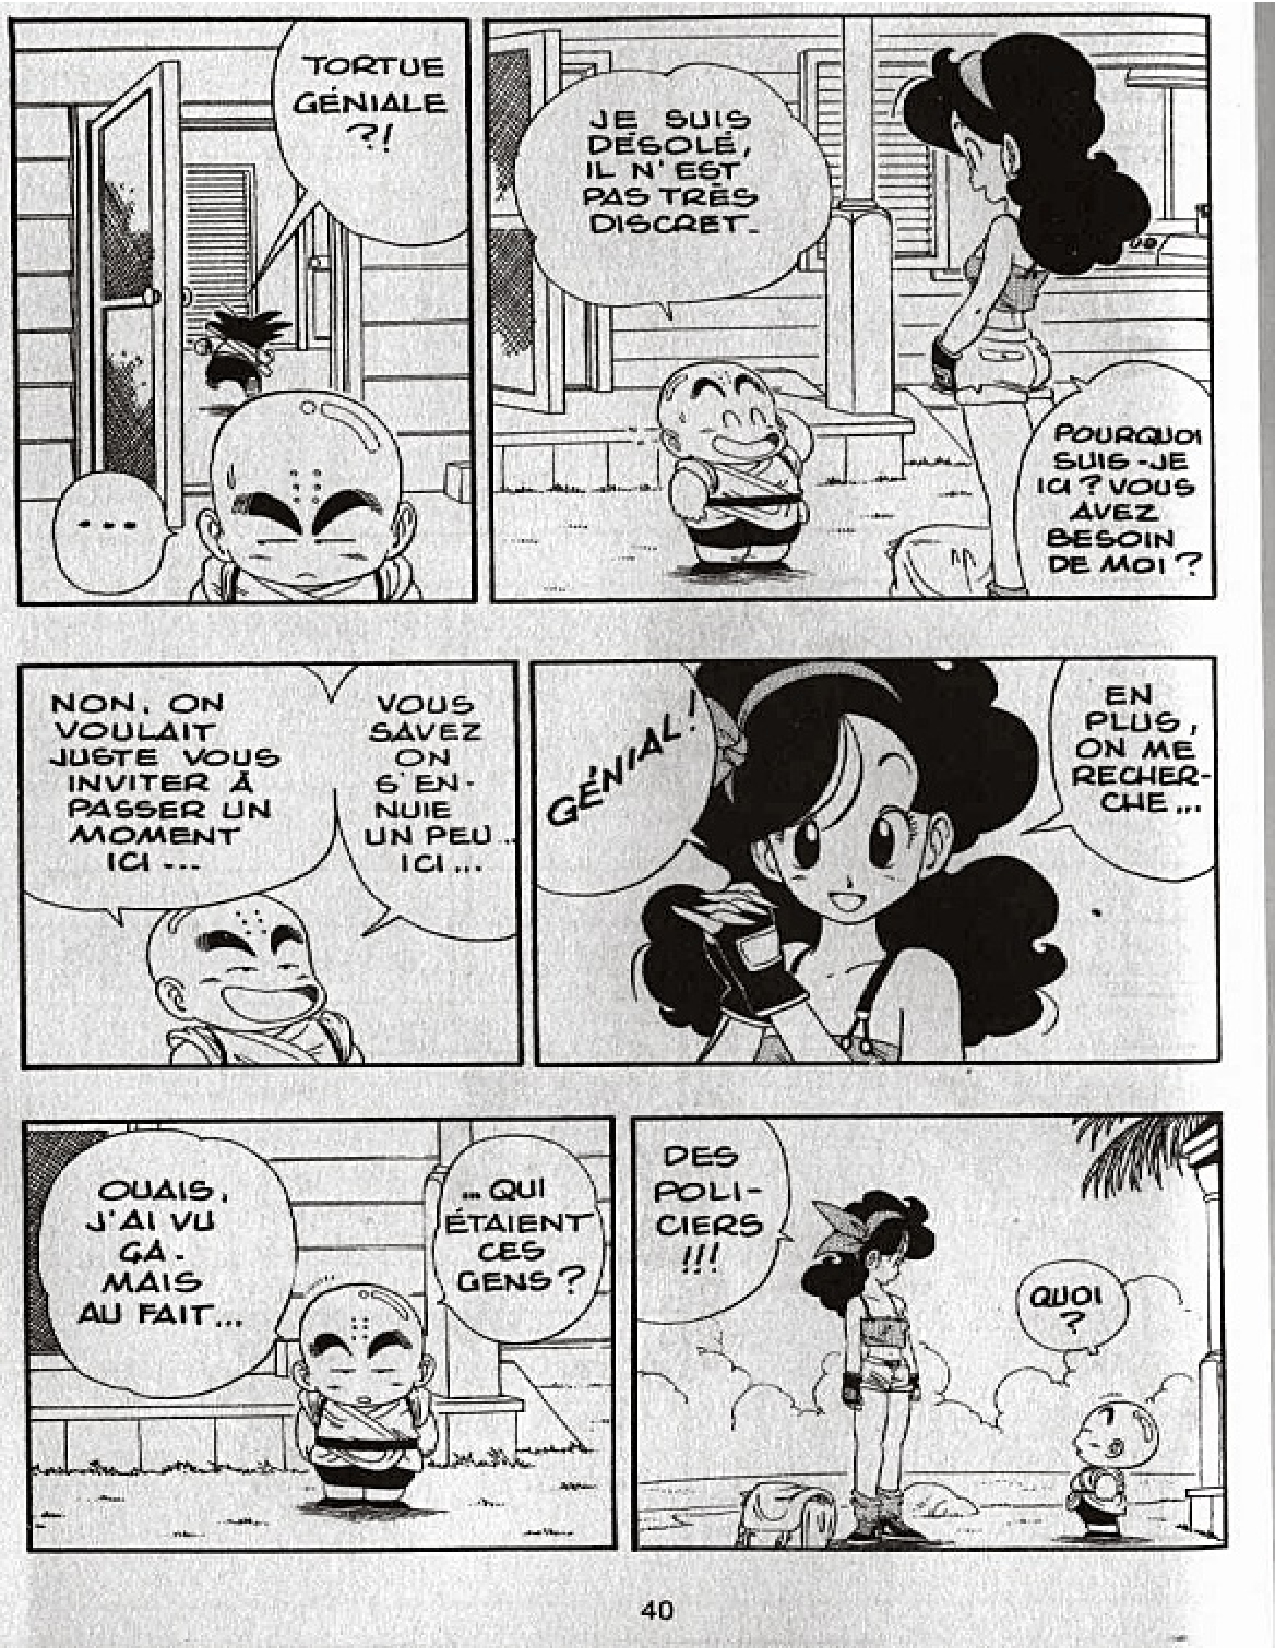 TORTUE
GÉNIALE
?!
---
JE SUIS
DÉSOLÉ,
IL N'EST
PAS TRÈS
DISCRET_
POURQUOI
SUIS-JE
ICI ? VOUS
AVEZ
BESOIN
DE MOI ?
NON, ON
VOULAIT
JUSTE VOUS
INVITER À
PASSER UN
MOMENT
ICI ---
VOUS
SAVEZ
ON
S'EN-
NUIE
UN PEU ..
ICI ...
GÉNIAL!
EN
PLUS,
ON ME
RECHER-
CHE...
OUAIS,
J'AI VU
ÇA.
MAIS
AU FAIT...
... QUI
ÉTAIENT
CES
GENS ?
DES
POLI-
CIERS
!!!
QUOI
?
40